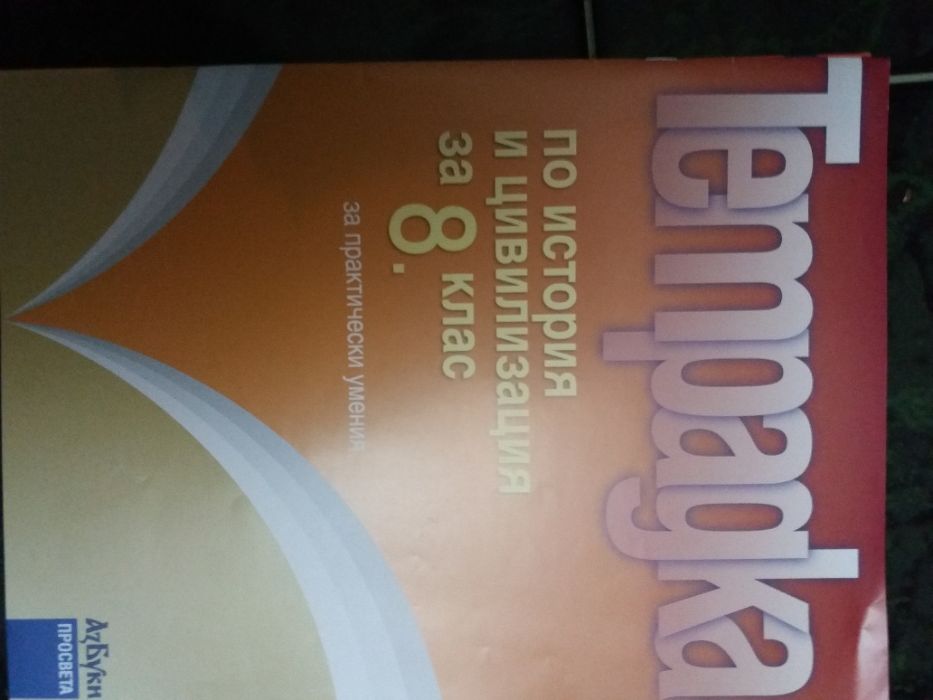 Тетрадка
по история
и цивилизация
за 8. клас
за практически умения
АзБуки
ПРОСВЕТА